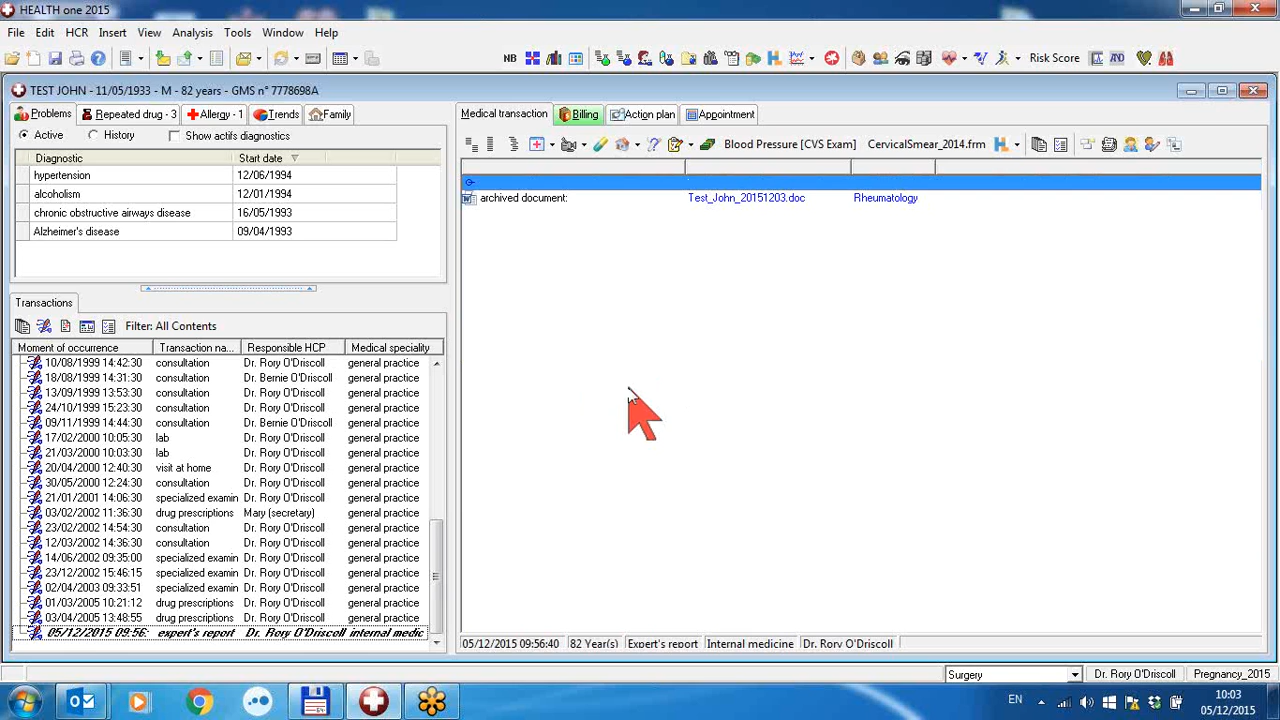 HEALTH one 2015
File Edit HCR Insert View Analysis Tools Window Help
NB Risk Score
TEST JOHN - 11/05/1933 - M - 82 years - GMS n° 7778698A
Problems Repeated drug - 3 Allergy - 1 Trends Family
Active History Show actifs diagnostics
Diagnostic Start date
hypertension 12/06/1994
alcoholism 12/01/1994
chronic obstructive airways disease 16/05/1993
Alzheimer's disease 09/04/1993
Transactions
Filter: All Contents
Moment of occurrence Transaction na... Responsible HCP Medical speciality
10/08/1999 14:42:30 consultation Dr. Rory O'Driscoll general practice
18/08/1999 14:31:30 consultation Dr. Bernie O'Driscoll general practice
13/09/1999 13:53:30 consultation Dr. Rory O'Driscoll general practice
24/10/1999 15:23:30 consultation Dr. Rory O'Driscoll general practice
09/11/1999 14:44:30 consultation Dr. Bernie O'Driscoll general practice
17/02/2000 10:05:30 lab Dr. Rory O'Driscoll general practice
21/03/2000 10:03:30 lab Dr. Rory O'Driscoll general practice
20/04/2000 12:40:30 visit at home Dr. Rory O'Driscoll general practice
30/05/2000 12:24:30 consultation Dr. Rory O'Driscoll general practice
21/01/2001 14:06:30 specialized examin Dr. Rory O'Driscoll general practice
03/02/2002 11:36:30 drug prescriptions Mary (secretary) general practice
23/02/2002 14:54:30 consultation Dr. Rory O'Driscoll general practice
12/03/2002 14:36:30 consultation Dr. Rory O'Driscoll general practice
14/06/2002 09:35:00 specialized examin Dr. Rory O'Driscoll general practice
23/12/2002 15:46:15 specialized examin Dr. Rory O'Driscoll general practice
02/04/2003 09:33:51 specialized examin Dr. Rory O'Driscoll general practice
01/03/2005 10:21:12 drug prescriptions Dr. Rory O'Driscoll general practice
03/04/2005 13:48:55 drug prescriptions Dr. Rory O'Driscoll general practice
05/12/2015 09:56: expert's report Dr. Rory O'Driscoll internal medic
Medical transaction Billing Action plan Appointment
Blood Pressure [CVS Exam] CervicalSmear_2014.frm
archived document: Test_John_20151203.doc Rheumatology
05/12/2015 09:56:40 82 Year(s) Expert's report Internal medicine Dr. Rory O'Driscoll
Surgery Dr. Rory O'Driscoll Pregnancy_2015
EN 10:03
05/12/2015